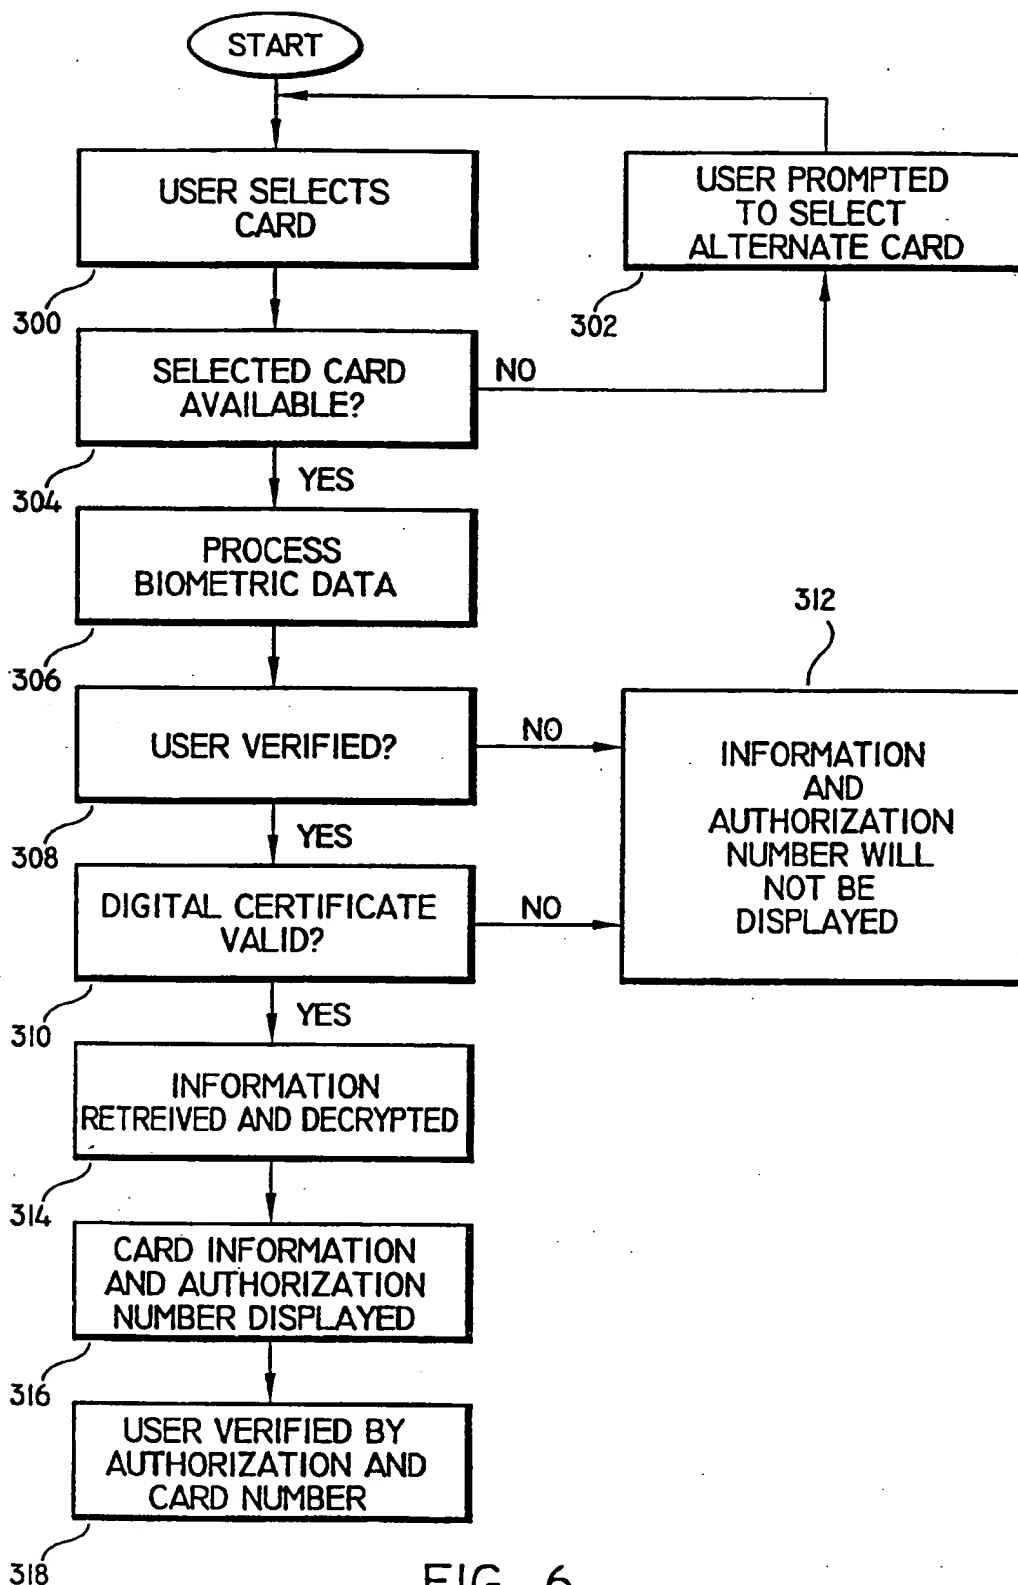 START
USER SELECTS
CARD
300
USER PROMPTED
TO SELECT
ALTERNATE CARD
302
SELECTED CARD
AVAILABLE?
NO
304
YES
PROCESS
BIOMETRIC DATA
306
312
USER VERIFIED?
NO
INFORMATION
AND
AUTHORIZATION
NUMBER WILL
NOT BE
DISPLAYED
308
YES
DIGITAL CERTIFICATE
VALID?
NO
310
YES
INFORMATION
RETREIVED AND DECRYPTED
314
CARD INFORMATION
AND AUTHORIZATION
NUMBER DISPLAYED
316
USER VERIFIED BY
AUTHORIZATION AND
CARD NUMBER
318
FIG. 6